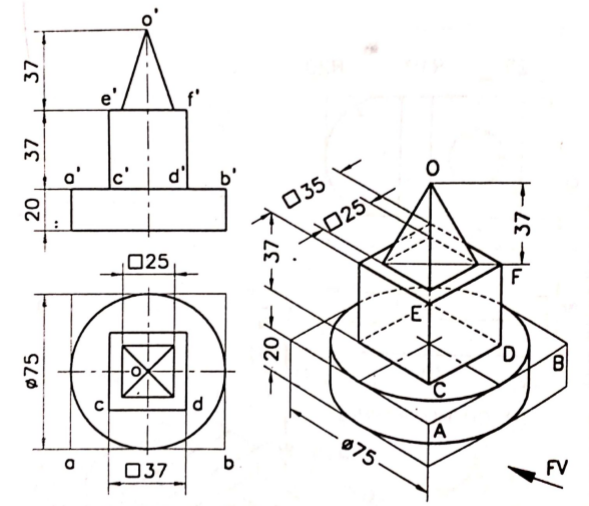 o'
37
e' f'
37
a' c' d' b'
20
□25
ø75
o
c d
a b
□37
O
□35
□25
37
37
F
E
20
D
B
C
A
ø75
FV